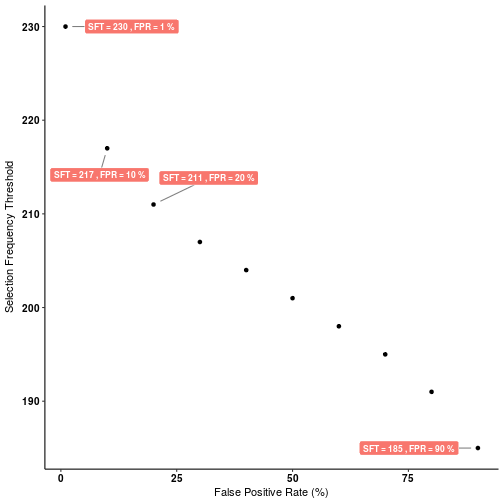 230
SFT = 230 , FPR = 1 %
220
SFT = 217 , FPR = 10 %
SFT = 211 , FPR = 20 %
210
200
190
SFT = 185 , FPR = 90 %
Selection Frequency Threshold
0
25
50
75
False Positive Rate (%)